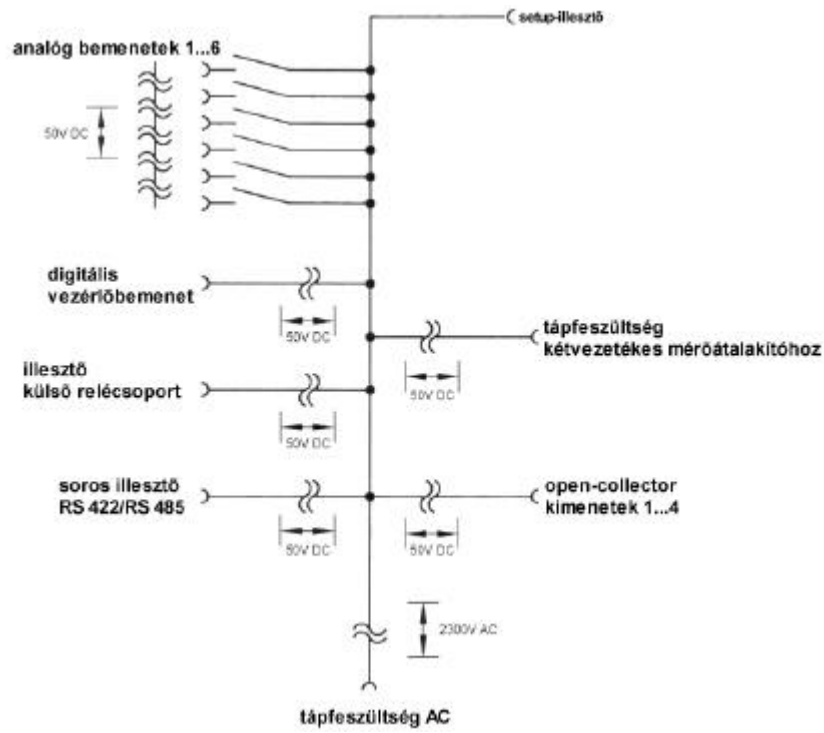 setup-illesztő
analóg bemenetek 1...6
50V DC
digitális
vezérlőbemenet
50V DC
tápfeszültség
kétvezetékes mérőátalakítóhoz
50V DC
illesztő
külső relécsoport
50V DC
soros illesztő
RS 422/RS 485
50V DC
open-collector
kimenetek 1...4
50V DC
2300V AC
tápfeszültség AC